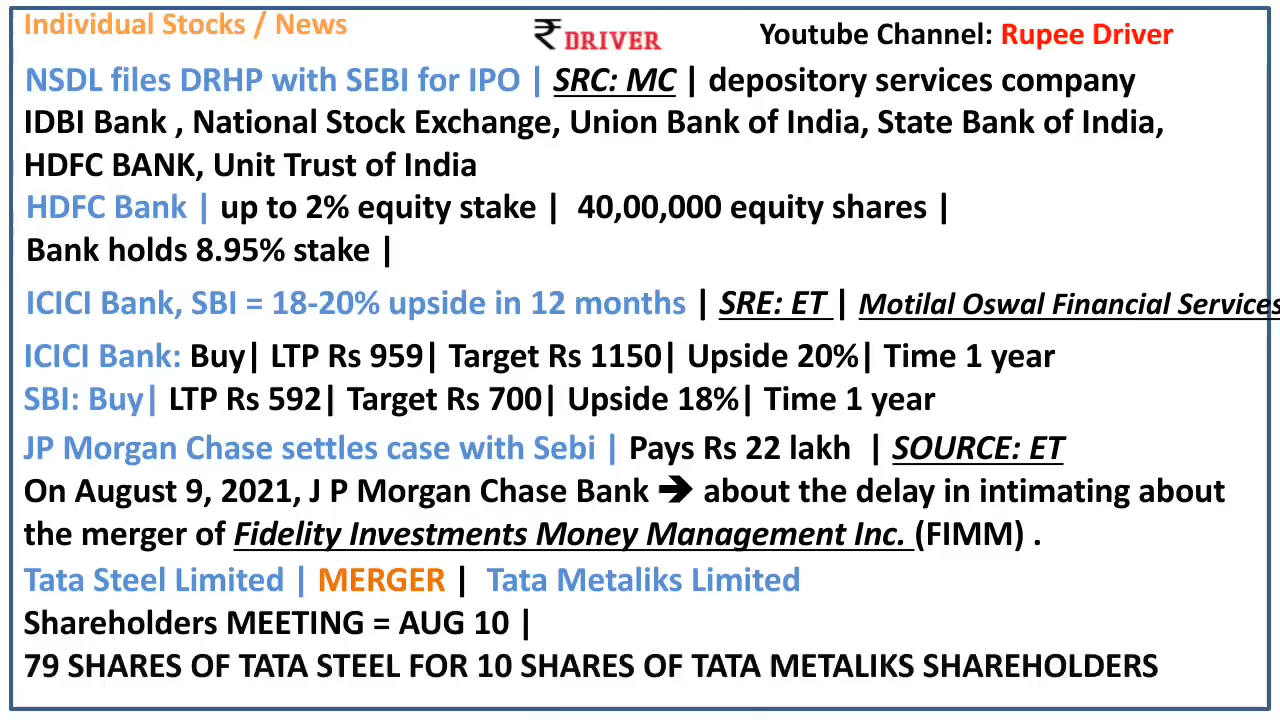 Individual Stocks / News
₹ DRIVER
Youtube Channel: Rupee Driver
NSDL files DRHP with SEBI for IPO | SRC: MC | depository services company
IDBI Bank , National Stock Exchange, Union Bank of India, State Bank of India,
HDFC BANK, Unit Trust of India
HDFC Bank | up to 2% equity stake | 40,00,000 equity shares |
Bank holds 8.95% stake |
ICICI Bank, SBI = 18-20% upside in 12 months | SRE: ET | Motilal Oswal Financial Services
ICICI Bank: Buy| LTP Rs 959| Target Rs 1150| Upside 20%| Time 1 year
SBI: Buy| LTP Rs 592| Target Rs 700| Upside 18%| Time 1 year
JP Morgan Chase settles case with Sebi | Pays Rs 22 lakh | SOURCE: ET
On August 9, 2021, J P Morgan Chase Bank ➔ about the delay in intimating about
the merger of Fidelity Investments Money Management Inc. (FIMM) .
Tata Steel Limited | MERGER | Tata Metaliks Limited
Shareholders MEETING = AUG 10 |
79 SHARES OF TATA STEEL FOR 10 SHARES OF TATA METALIKS SHAREHOLDERS